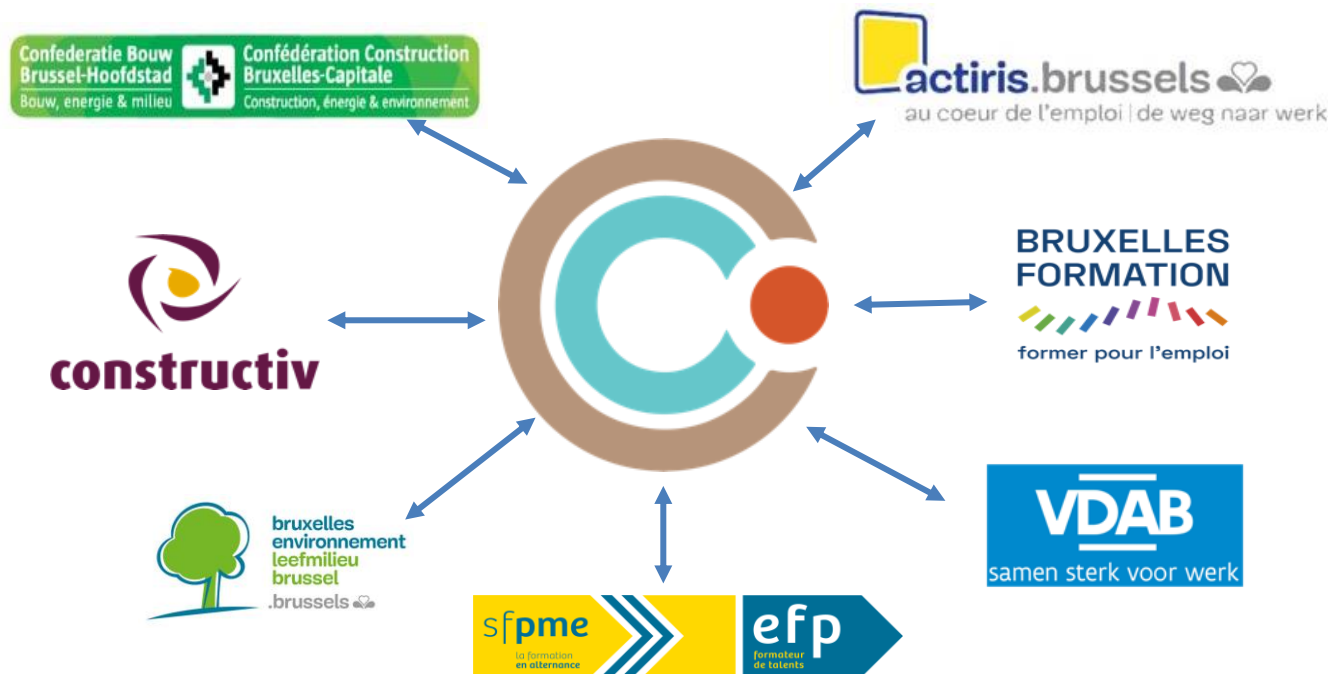 Confederatie Bouw
Brussel-Hoofdstad
Bouw, energie & milieu
Confédération Construction
Bruxelles-Capitale
Construction, énergie & environnement
actiris.brussels
au coeur de l'emploi | de weg naar werk
constructiv
BRUXELLES
FORMATION
former pour l'emploi
bruxelles
environnement
leefmilieu
brussel
.brussels
VDAB
samen sterk voor werk
sfpme
la formation
en alternance
efp
formateur
de talents